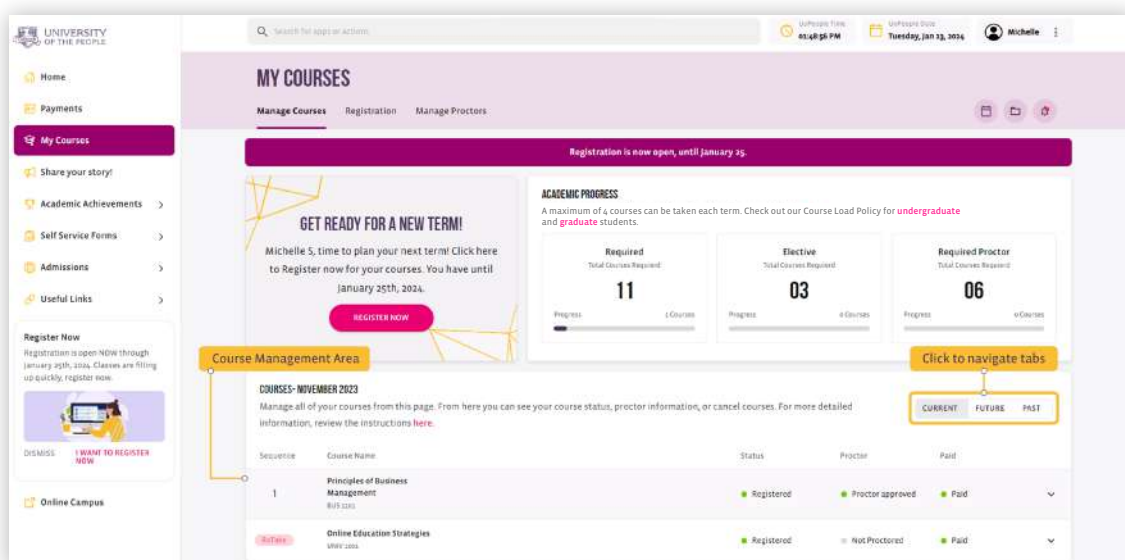 UNIVERSITY
OF THE PEOPLE
Search for apps or actions
UoPeople Time
01:48:56 PM
UoPeople Date
Tuesday, Jan 23, 2024
Michelle
Home
Payments
My Courses
Share your story!
Academic Achievements
Self Service Forms
Admissions
Useful Links
Register Now
Registration is open NOW through
January 25th, 2024. Classes are filling
up quickly, register now.
DISMISS
I WANT TO REGISTER
NOW
Online Campus
MY COURSES
Manage Courses
Registration
Manage Proctors
Registration is now open, until January 25.
GET READY FOR A NEW TERM!
Michelle S, time to plan your next term! Click here
to Register now for your courses. You have until
January 25th, 2024.
REGISTER NOW
ACADEMIC PROGRESS
A maximum of 4 courses can be taken each term. Check out our Course Load Policy for undergraduate
and graduate students.
Required
Total Courses Required
11
Progress
1 Courses
Elective
Total Courses Required
03
Progress
0 Courses
Required Proctor
Total Courses Required
06
Progress
0 Courses
Course Management Area
Click to navigate tabs
COURSES- NOVEMBER 2023
Manage all of your courses from this page. From here you can see your course status, proctor information, or cancel courses. For more detailed
information, review the instructions here.
CURRENT
FUTURE
PAST
Sequence
Course Name
Status
Proctor
Paid
1
Principles of Business
Management
BUS
Registered
Proctor approved
Paid
ReTake
Online Education Strategies
UNIV 1001
Registered
Not Proctored
Paid